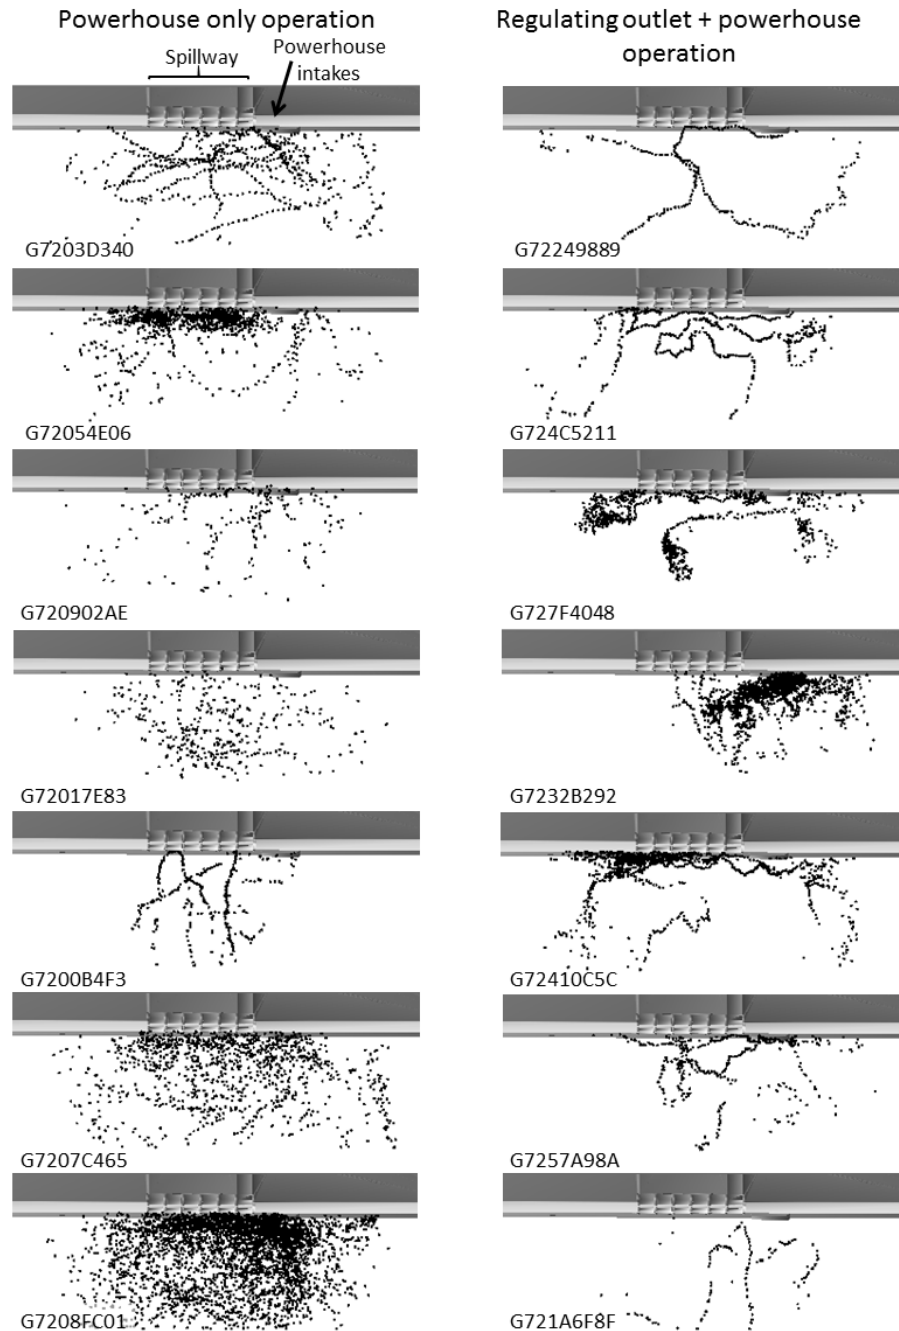 Powerhouse only operation
Regulating outlet + powerhouse
operation
Spillway
Powerhouse
intakes
G7203D340
G72249889
G72054E06
G724C5211
G720902AE
G727F4048
G72017E83
G7232B292
G7200B4F3
G72410C5C
G7207C465
G7257A98A
G7208FC01
G721A6F8F